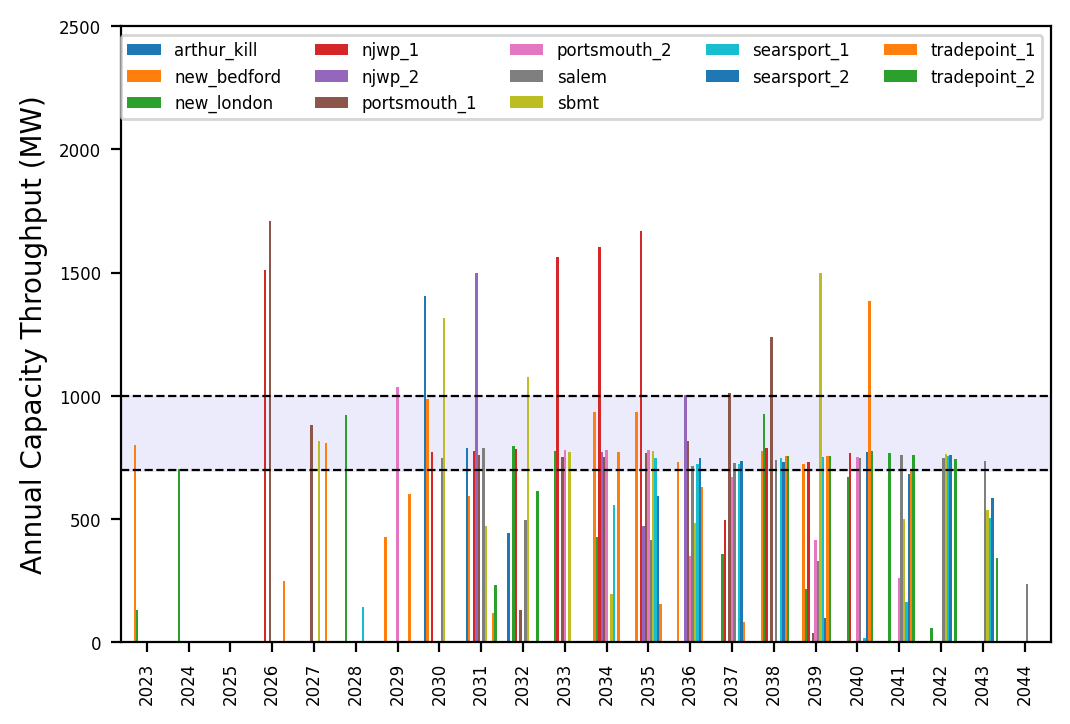 Annual Capacity Throughput (MW)
2500
2000
1500
1000
500
0
arthur_kill
new_bedford
new_london
njwp_1
njwp_2
portsmouth_1
portsmouth_2
salem
sbmt
searsport_1
searsport_2
tradepoint_1
tradepoint_2
2023
2024
2025
2026
2027
2028
2029
2030
2031
2032
2033
2034
2035
2036
2037
2038
2039
2040
2041
2042
2043
2044